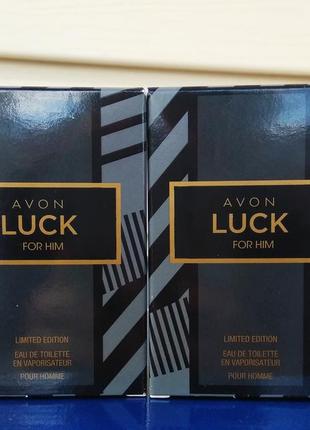 AVON
LUCK
FOR HIM
LIMITED EDITION
EAU DE TOILETTE
EN VAPORISATEUR
POUR HOMME
AVON
LUCK
FOR HIM
LIMITED EDITION
EAU DE TOILETTE
EN VAPORISATEUR
POUR HOMME